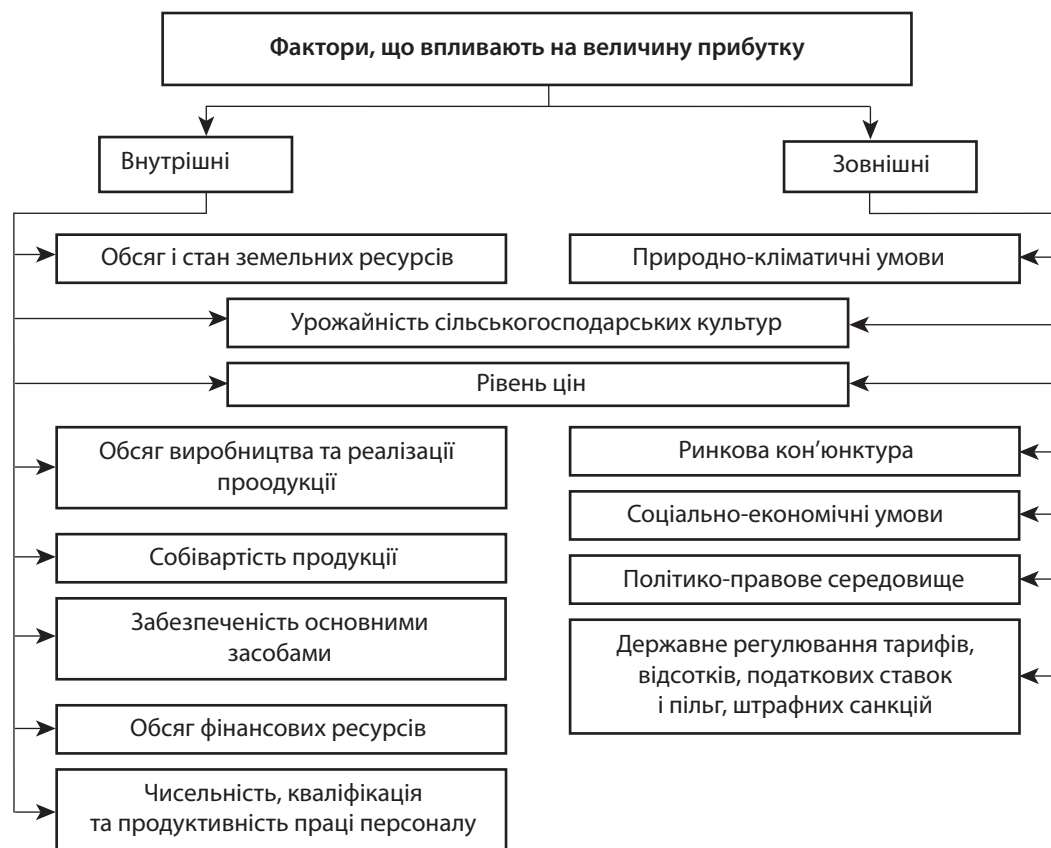 Фактори, що впливають на величину прибутку
Внутрішні
Зовнішні
Обсяг і стан земельних ресурсів
Природно-кліматичні умови
Урожайність сільськогосподарських культур
Рівень цін
Обсяг виробництва та реалізації
проодукції
Ринкова кон’юнктура
Соціально-економічні умови
Собівартість продукції
Політико-правове середовище
Забезпеченість основними
засобами
Державне регулювання тарифів,
відсотків, податкових ставок
і пільг, штрафних санкцій
Обсяг фінансових ресурсів
Чисельність, кваліфікація
та продуктивність праці персоналу